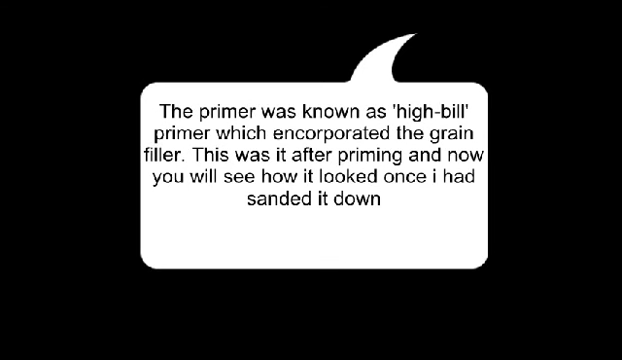 The primer was known as 'high-bill'
primer which encorporated the grain
filler. This was it after priming and now
you will see how it looked once i had
sanded it down